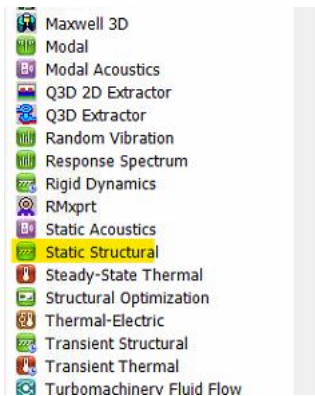 Maxwell 3D
Modal
Modal Acoustics
Q3D 2D Extractor
Q3D Extractor
Random Vibration
Response Spectrum
Rigid Dynamics
RMxprt
Static Acoustics
Static Structural
Steady-State Thermal
Structural Optimization
Thermal-Electric
Transient Structural
Transient Thermal
Turbomachinery Fluid Flow